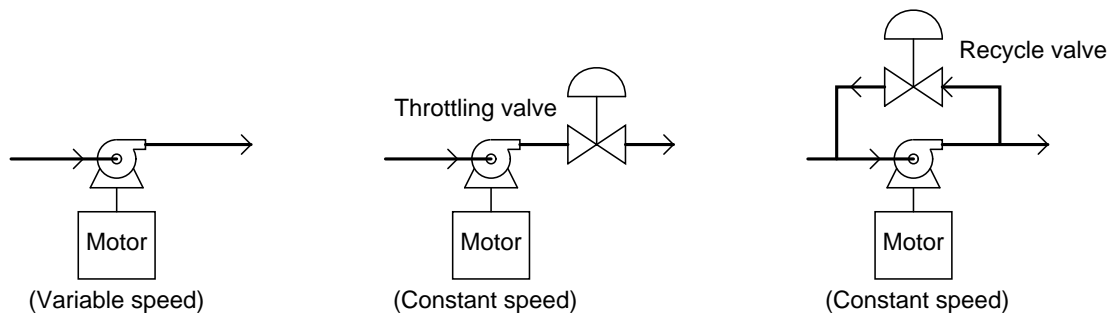 Recycle valve
Throttling valve
Motor
Motor
Motor
(Variable speed)
(Constant speed)
(Constant speed)